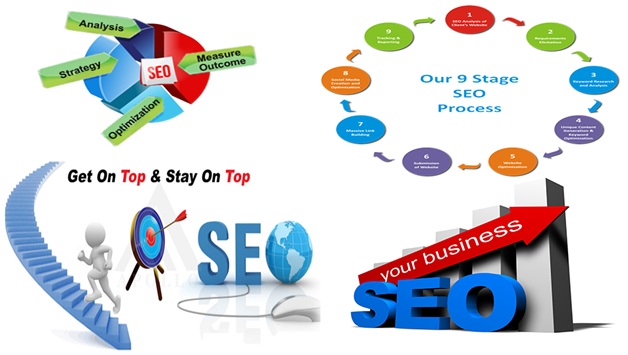 Analysis
Strategy
SEO
Measure
Outcome
Optimization
1
SEO Analysis of
Client's Website
2
Requirements
Elicitation
3
Keyword Research
and Analysis
4
Unique Content
Generation &
Keyword
Optimization
5
Website
Optimization
6
Submission
of Website
7
Massive Link
Building
8
Social Media
Creation and
Optimization
9
Tracking &
Reporting
Our 9 Stage
SEO
Process
Get On Top & Stay On Top
SEO
your business
SEO